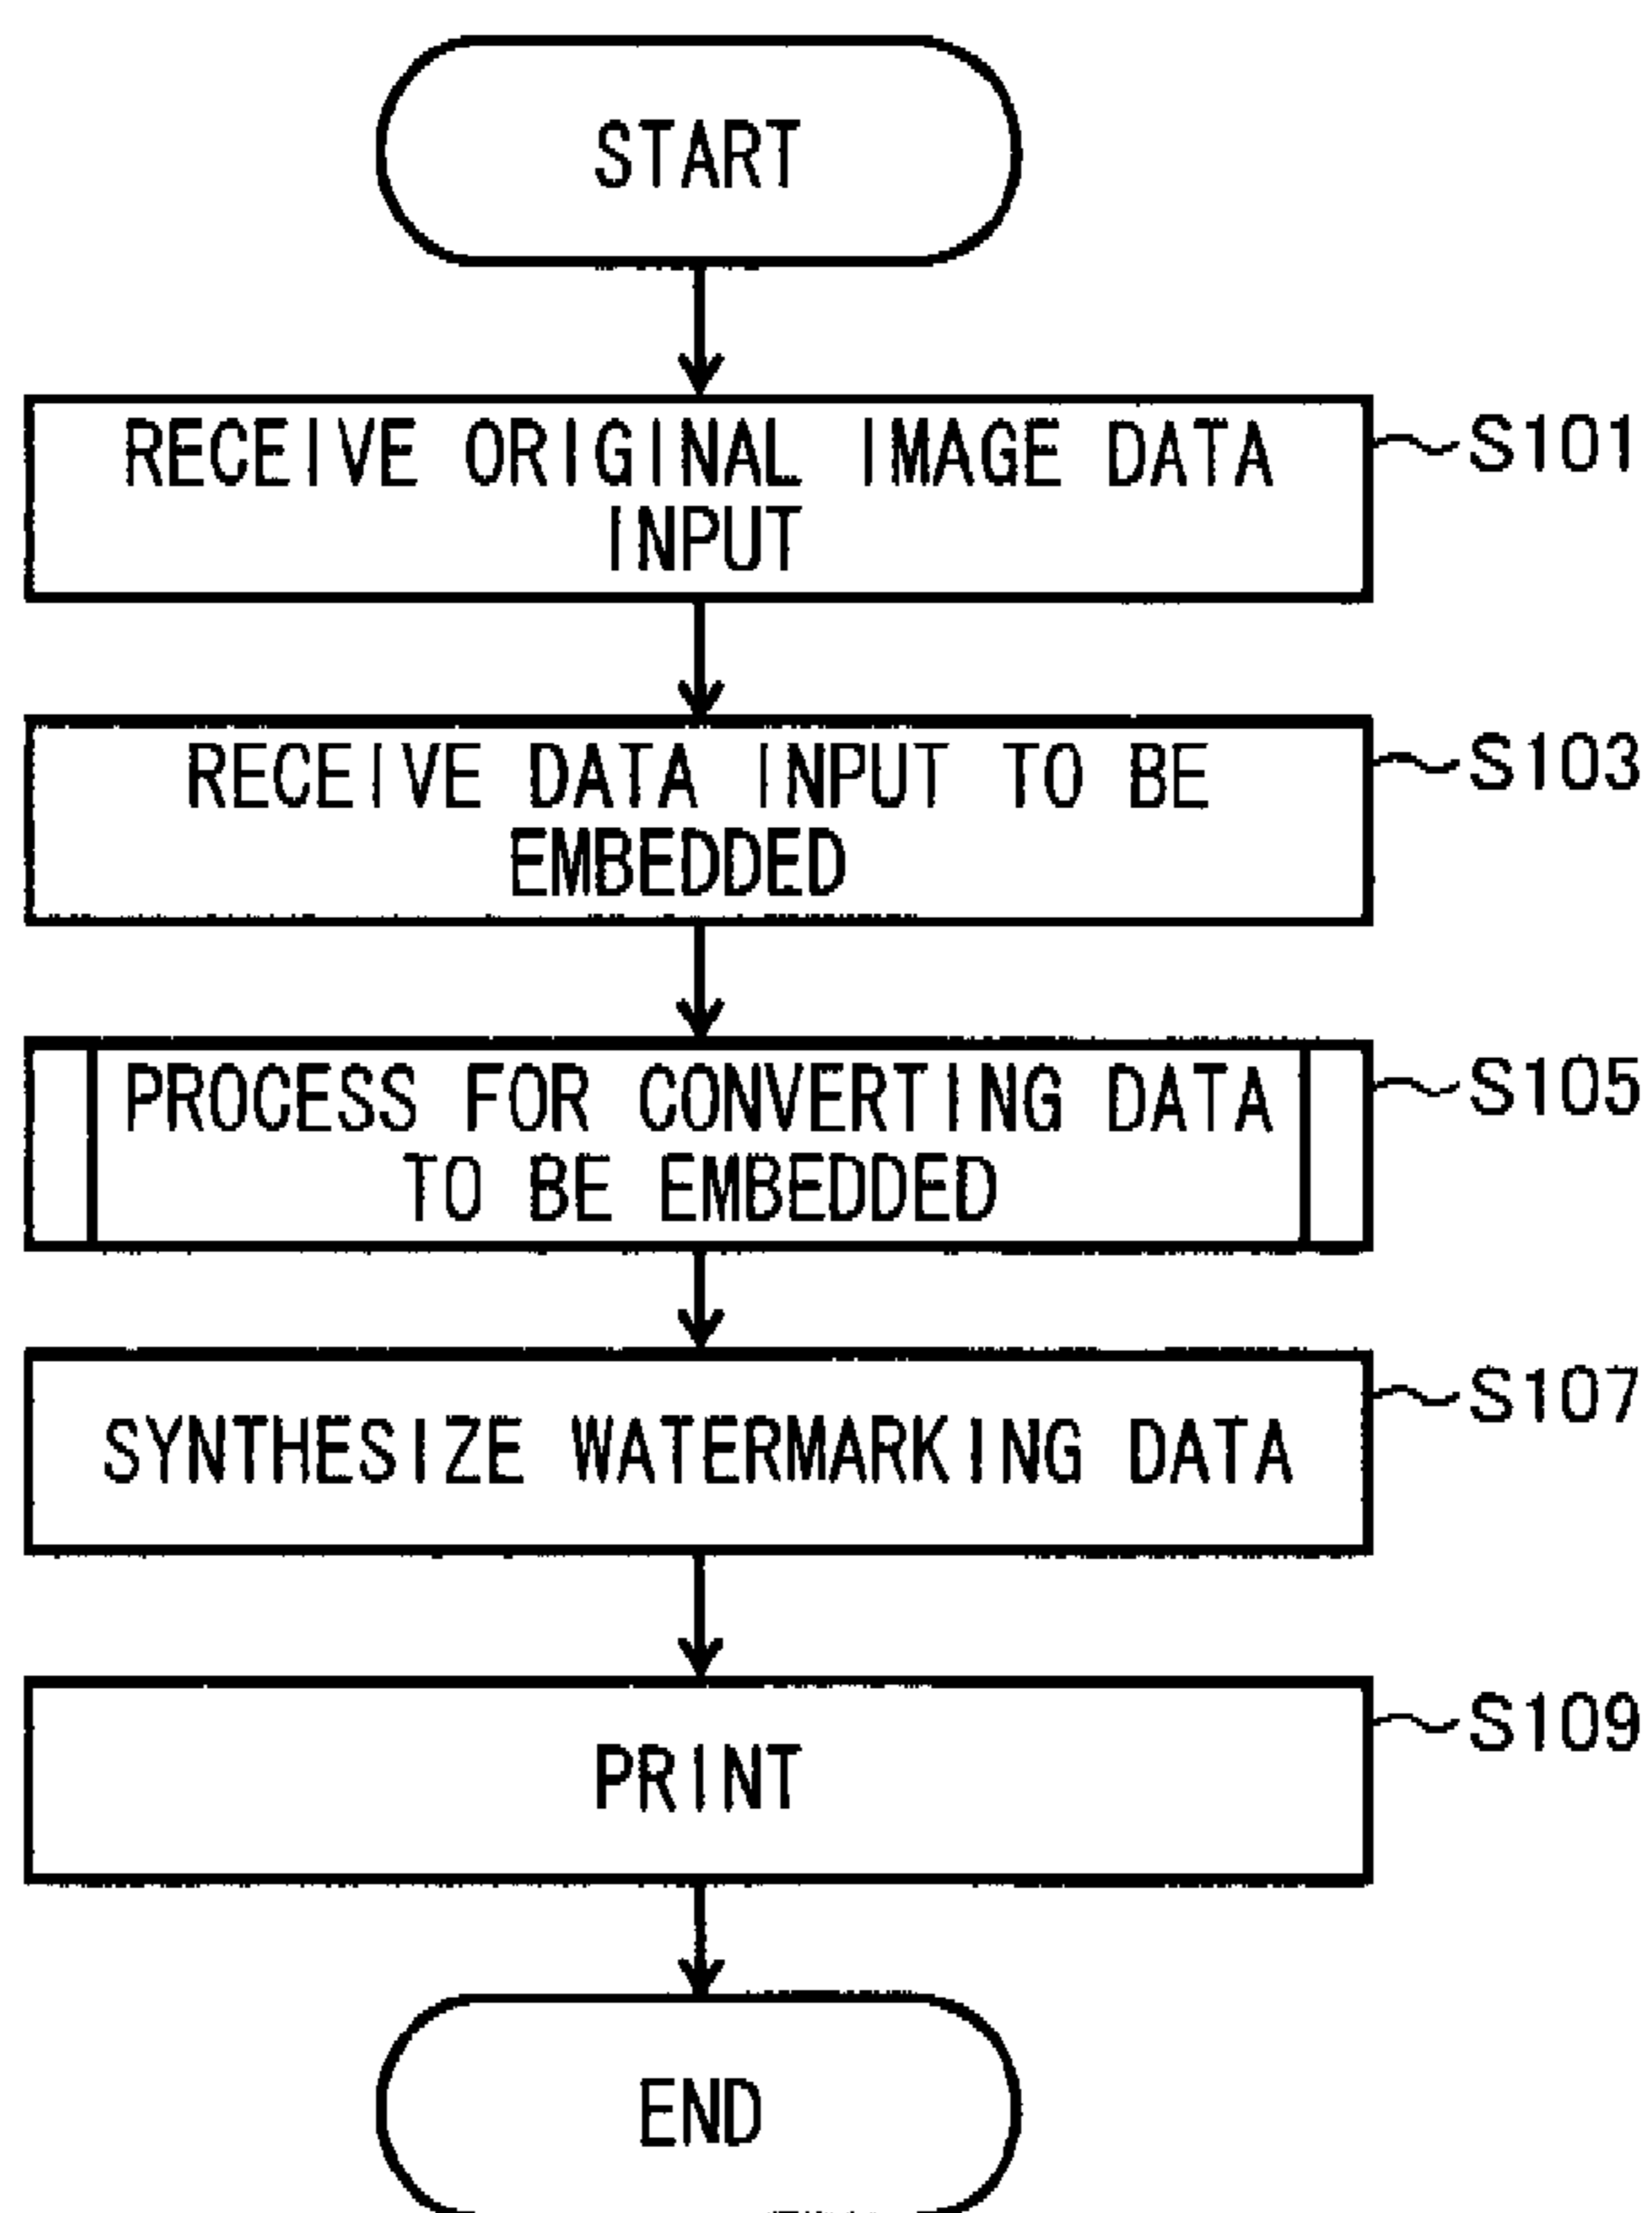 START
RECEIVE ORIGINAL IMAGE DATA
INPUT
S101
RECEIVE DATA INPUT TO BE
EMBEDDED
S103
PROCESS FOR CONVERTING DATA
TO BE EMBEDDED
S105
SYNTHESIZE WATERMARKING DATA
S107
PRINT
S109
END